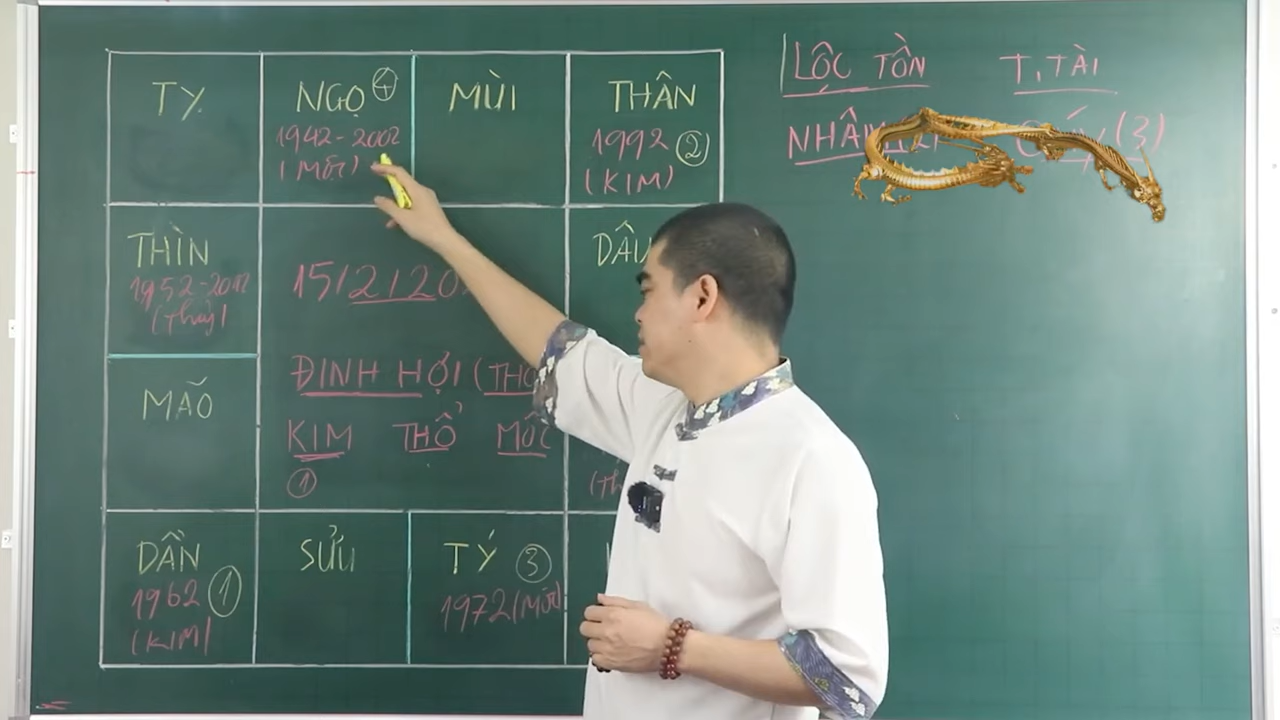 TỴ
NGỌ 4
1942-2002
(MỘC)
MÙI
THÂN
1992 2
(KIM)
LỘC TỒN
T.TÀI
(3)
THÌN
1952-2012
(Thủy)
15/2/20
DẬU
MÃO
ĐINH HỢI (THỔ
KIM THỔ MỘC
1
DẦN
1962 1
(KIM)
SỬU
TÝ 3
1972 (MỘC)